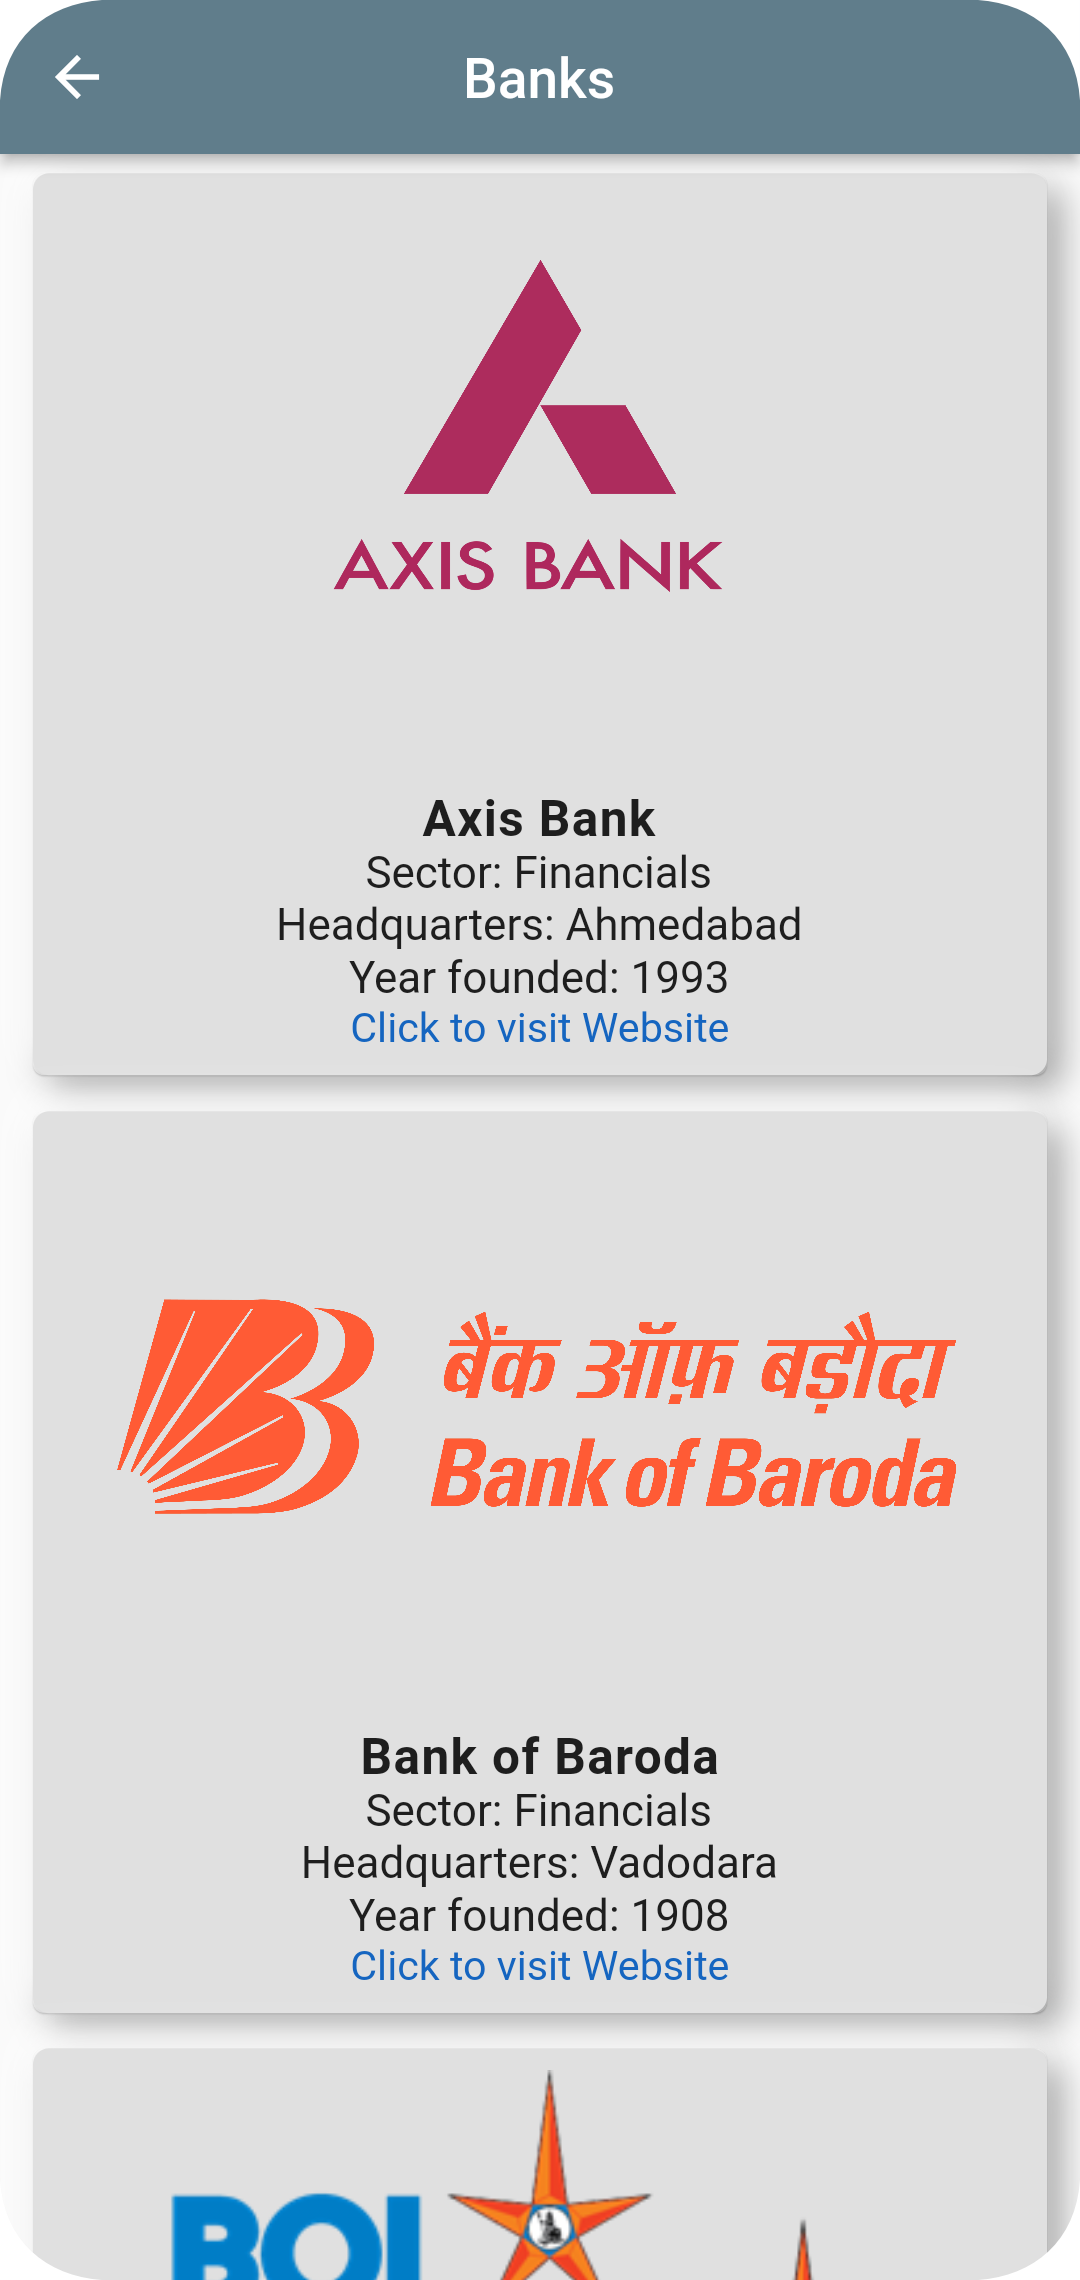 Banks
AXIS BANK
Axis Bank
Sector: Financials
Headquarters: Ahmedabad
Year founded: 1993
Click to visit Website
बैंक ऑफ़ बड़ौदा
Bank of Baroda
Bank of Baroda
Sector: Financials
Headquarters: Vadodara
Year founded: 1908
Click to visit Website
BOI